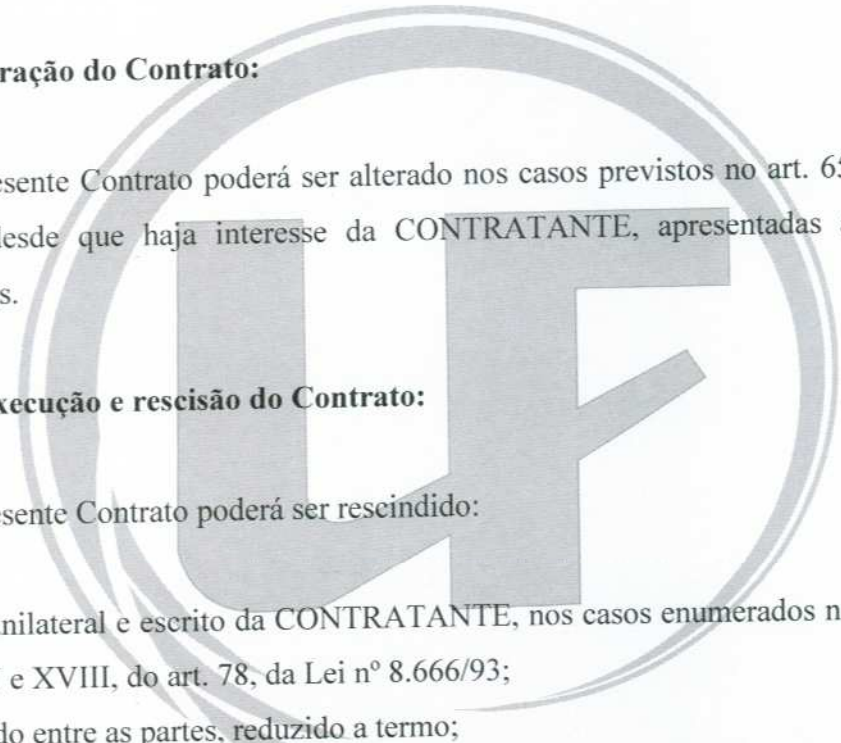 ração do Contrato:
esente Contrato poderá ser alterado nos casos previstos no art. 65
desde que haja interesse da CONTRATANTE, apresentadas
s.
xecução e rescisão do Contrato:
esente Contrato poderá ser rescindido:
nilateral e escrito da CONTRATANTE, nos casos enumerados n
e XVIII, do art. 78, da Lei nº 8.666/93;
do entre as partes, reduzido a termo;
UF